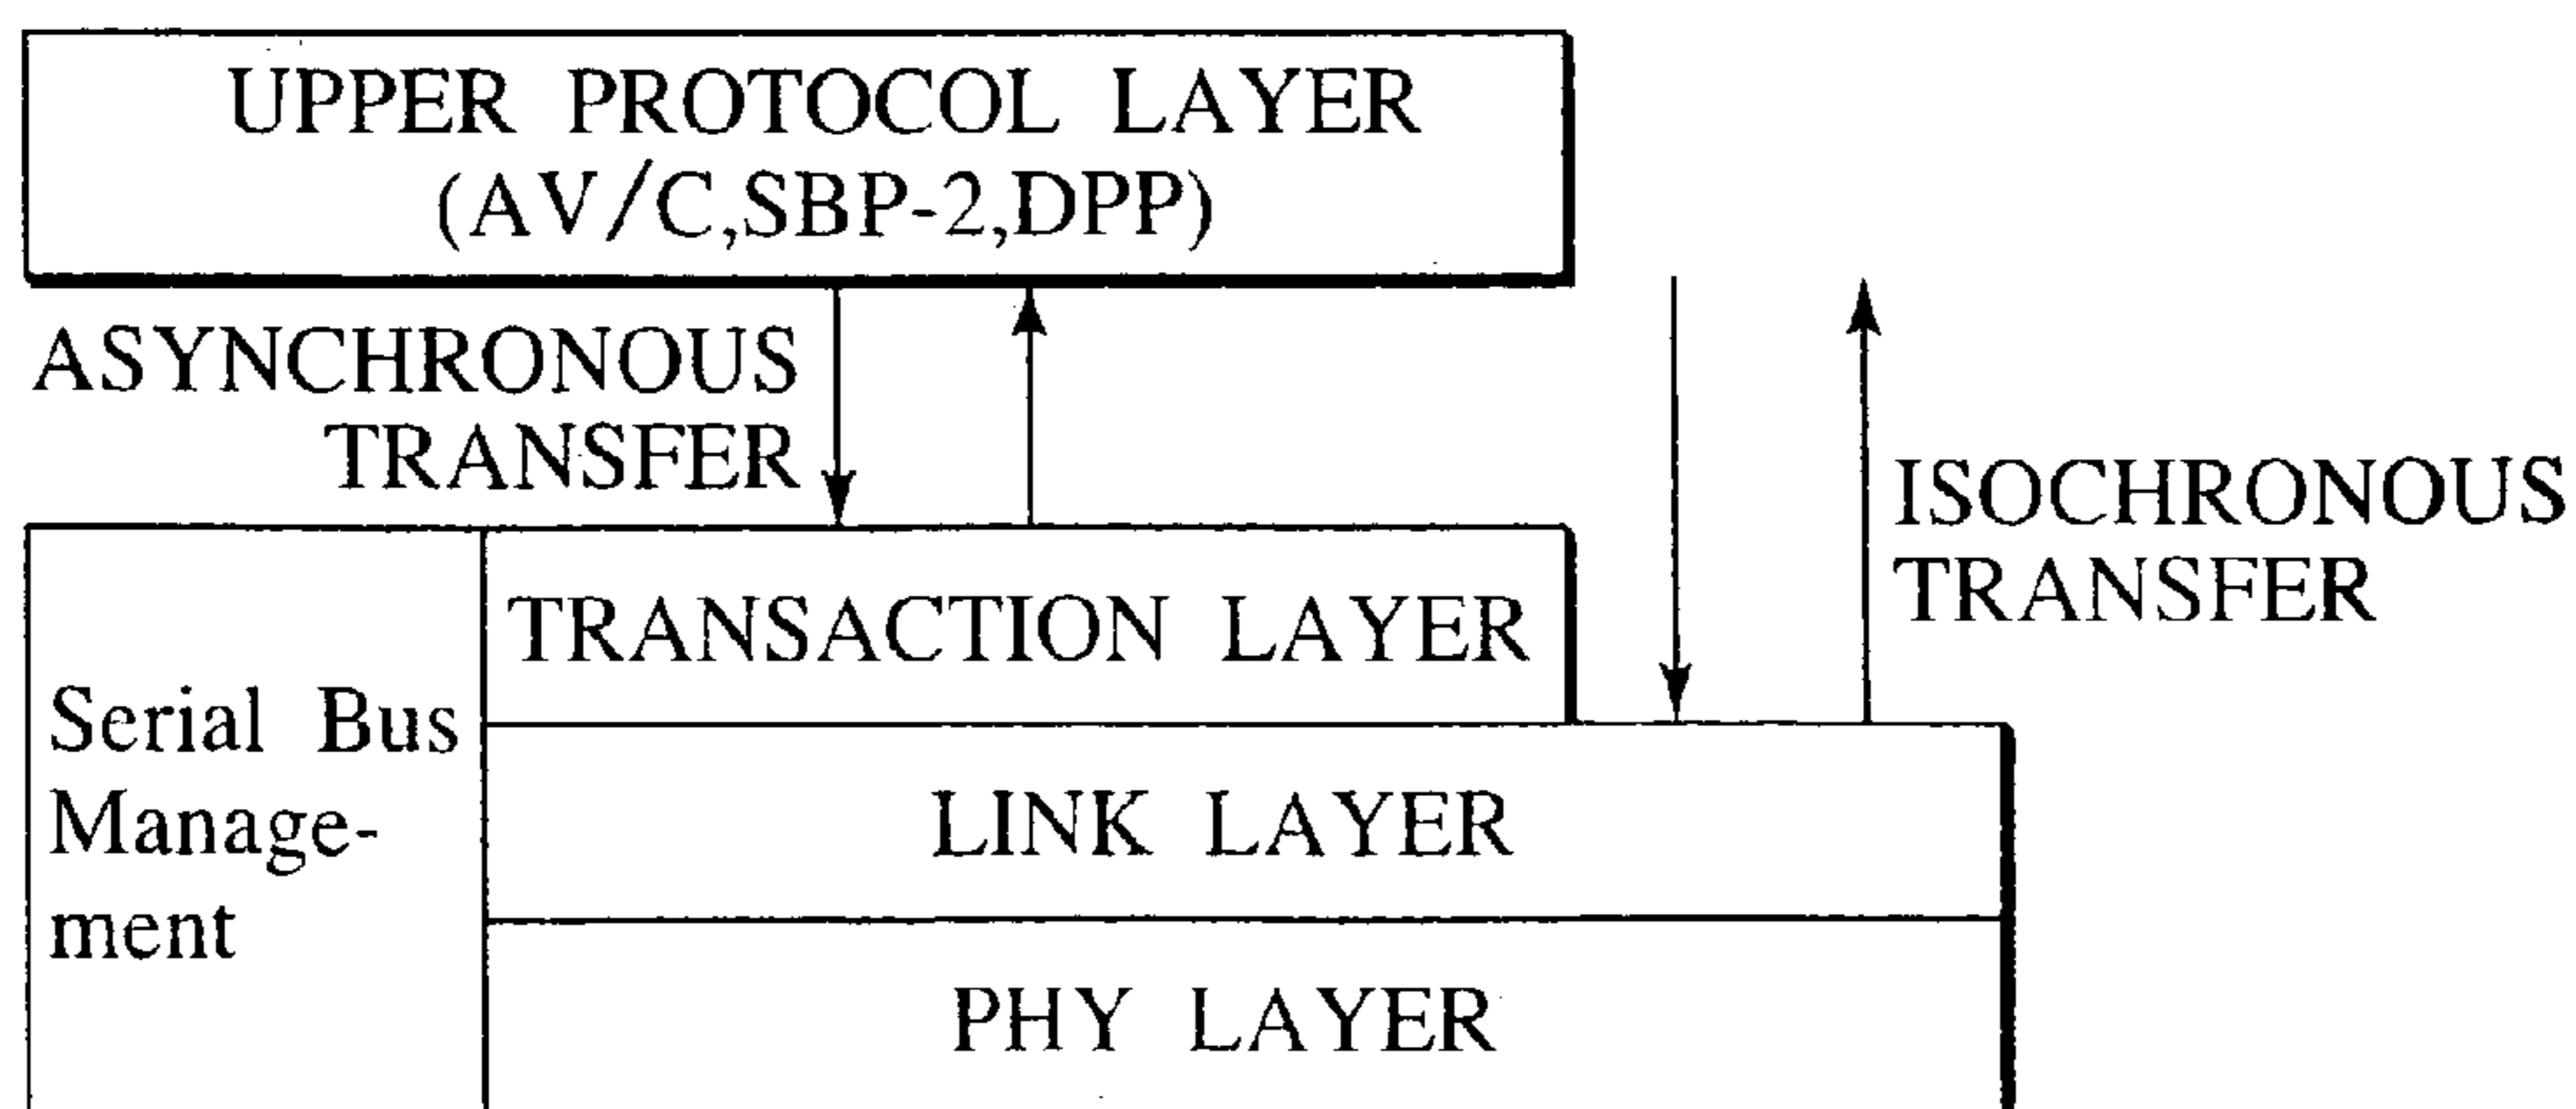 UPPER PROTOCOL LAYER
(AV/C,SBP-2,DPP)
ASYNCHRONOUS
TRANSFER
ISOCHRONOUS
TRANSFER
TRANSACTION LAYER
Serial Bus
Manage-
ment
LINK LAYER
PHY LAYER